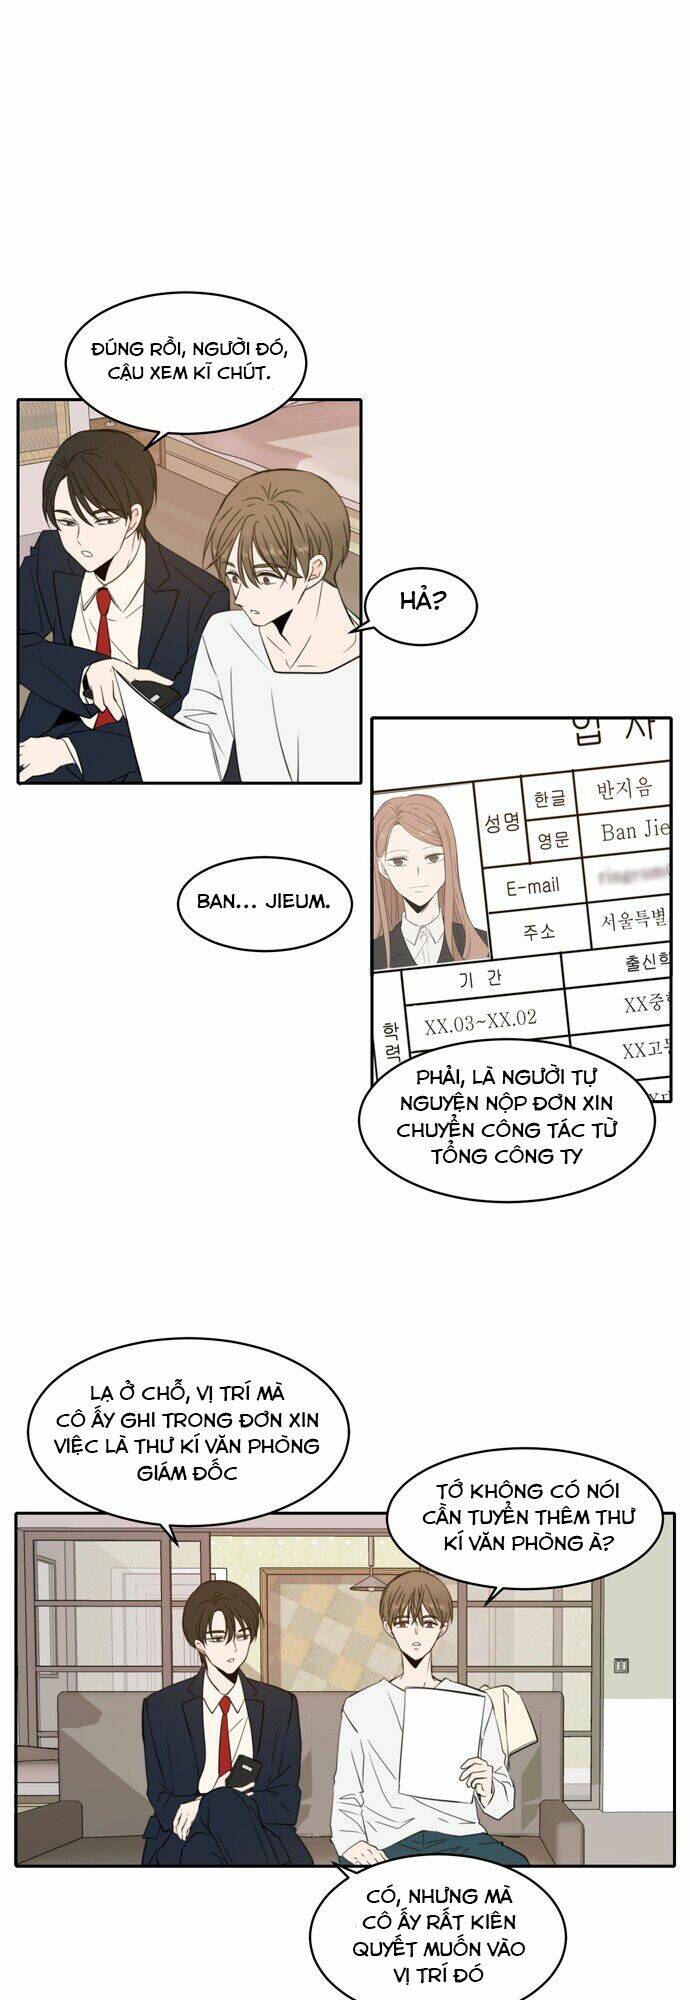 ĐÚNG RỒI, NGƯỜI ĐÓ,
CẬU XEM KĨ CHÚT.
HẢ?
입 사
성명
한글
반지음
영문
Ban Jie
E-mail
주소
서울특별
BAN... JIEUM.
기 간
출신학
학력
XX.03~XX.02
XX중학
XX고등
PHẢI, LÀ NGƯỜI TỰ
NGUYỆN NỘP ĐƠN XIN
CHUYỂN CÔNG TÁC TỪ
TỔNG CÔNG TY
LẠ Ở CHỖ, VỊ TRÍ MÀ
CÔ ẤY GHI TRONG ĐƠN XIN
VIỆC LÀ THƯ KÍ VĂN PHÒNG
GIÁM ĐỐC
TỚ KHÔNG CÓ NÓI
CẦN TUYỂN THÊM THƯ
KÍ VĂN PHÒNG À?
CÓ, NHƯNG MÀ
CÔ ẤY RẤT KIÊN
QUYẾT MUỐN VÀO
VỊ TRÍ ĐÓ